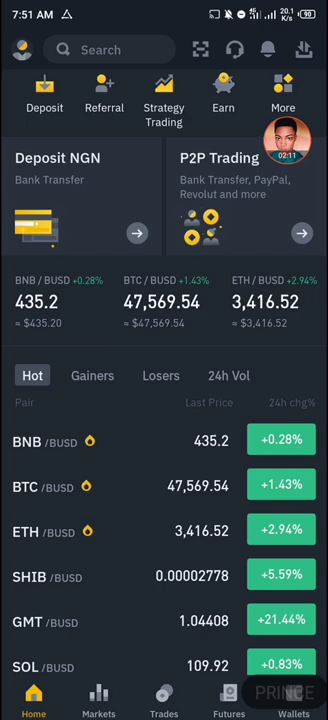 7:51 AM 4G 20.1 K/s
Search
Deposit Referral Strategy Trading Earn More
02:11
Deposit NGN
Bank Transfer
P2P Trading
Bank Transfer, PayPal,
Revolut and more
BNB / BUSD +0.28% BTC / BUSD +1.43% ETH / BUSD +2.94%
435.2 47,569.54 3,416.52
≈ $435.20 ≈ $47,569.54 ≈ $3,416.52
Hot Gainers Losers 24h Vol
Pair Last Price 24h chg%
BNB /BUSD 435.2 +0.28%
BTC /BUSD 47,569.54 +1.43%
ETH /BUSD 3,416.52 +2.94%
SHIB /BUSD 0.00002778 +5.59%
GMT /BUSD 1.04408 +21.44%
SOL /BUSD 109.92 +0.83%
PRINCE
Home Markets Trades Futures Wallets